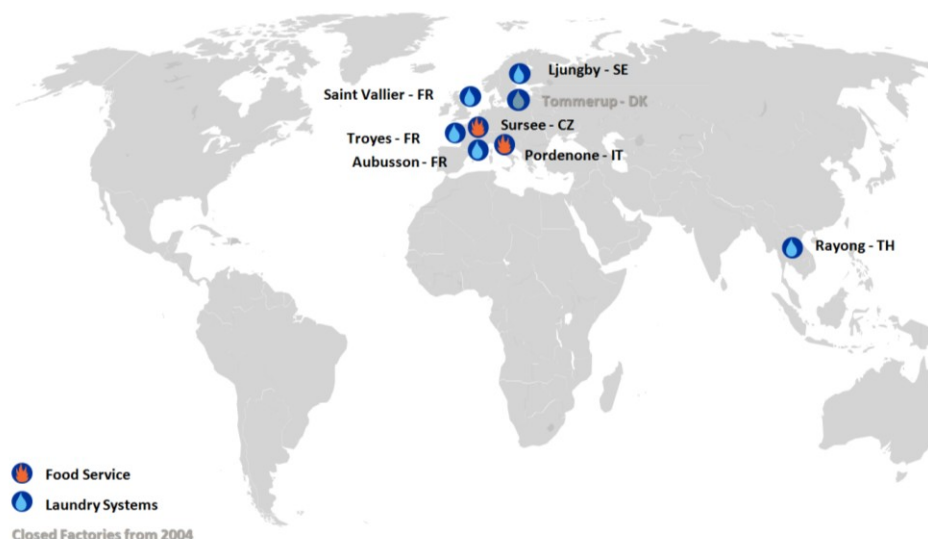 Ljungby - SE
Saint Vallier - FR
Tommerup - DK
Sursee - CZ
Troyes - FR
Pordenone - IT
Aubusson - FR
Rayong - TH
Food Service
Laundry Systems
Closed Factories from 2004